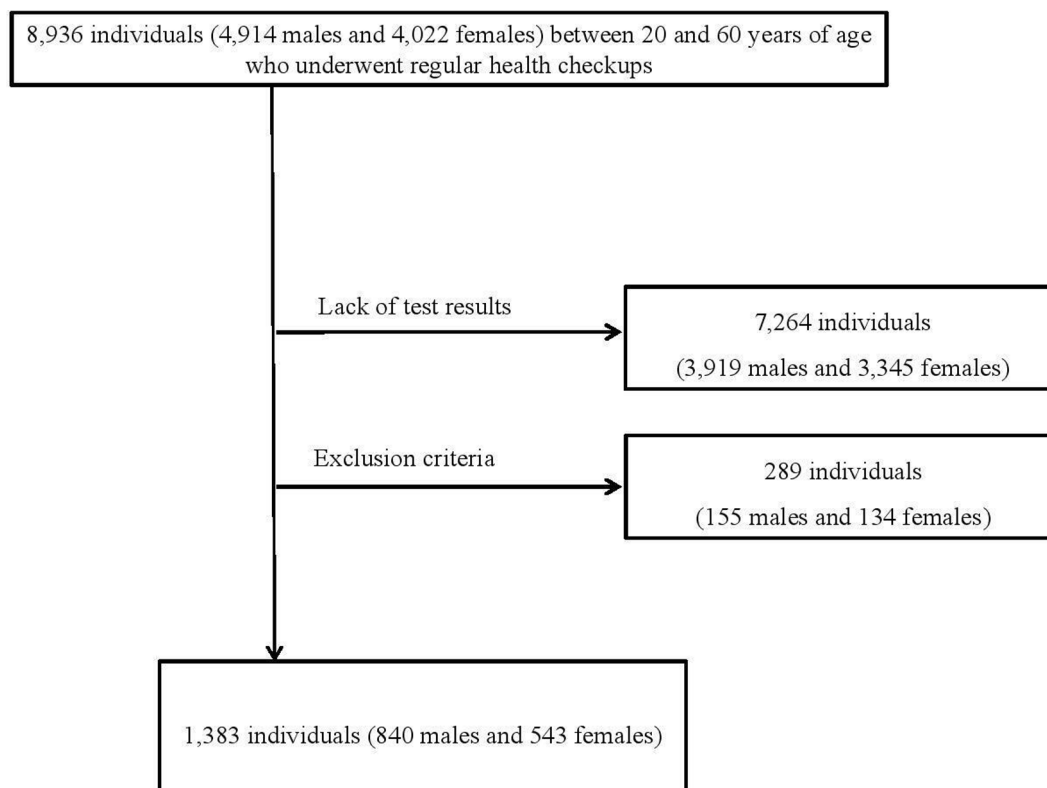 8,936 individuals (4,914 males and 4,022 females) between 20 and 60 years of age
who underwent regular health checkups
Lack of test results
7,264 individuals
(3,919 males and 3,345 females)
Exclusion criteria
289 individuals
(155 males and 134 females)
1,383 individuals (840 males and 543 females)